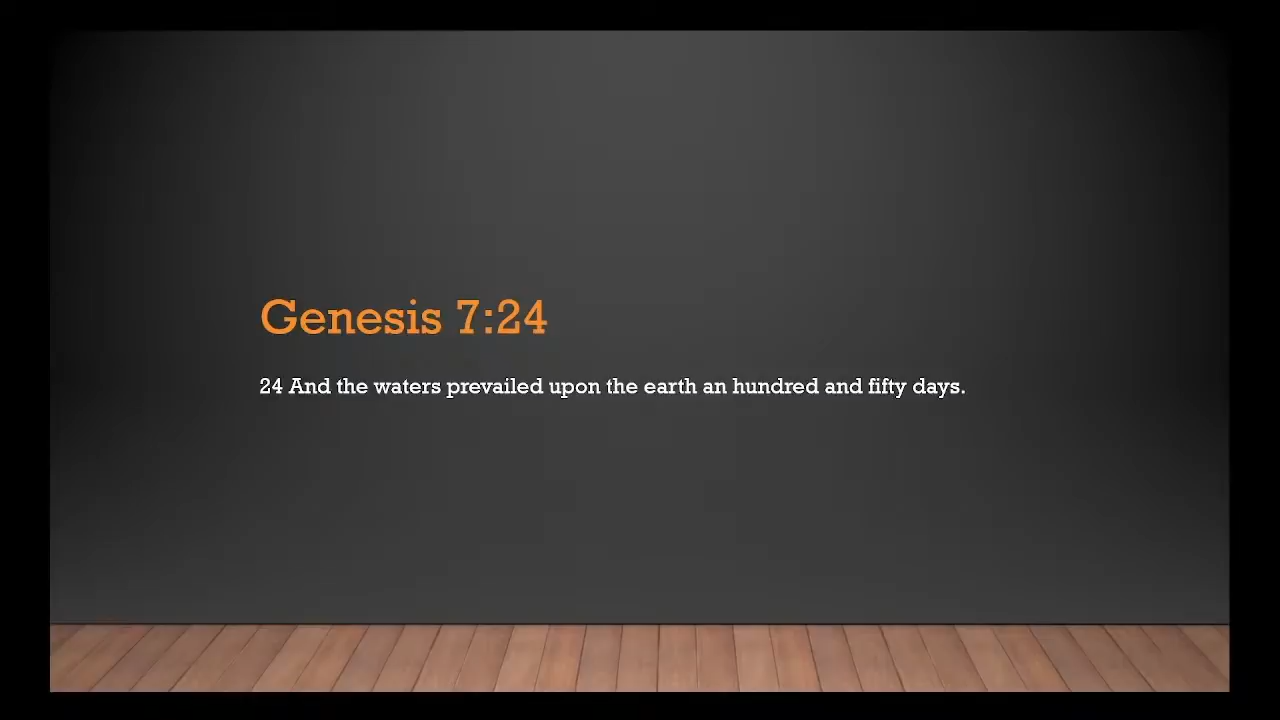 Genesis 7:24
24 And the waters prevailed upon the earth an hundred and fifty days.